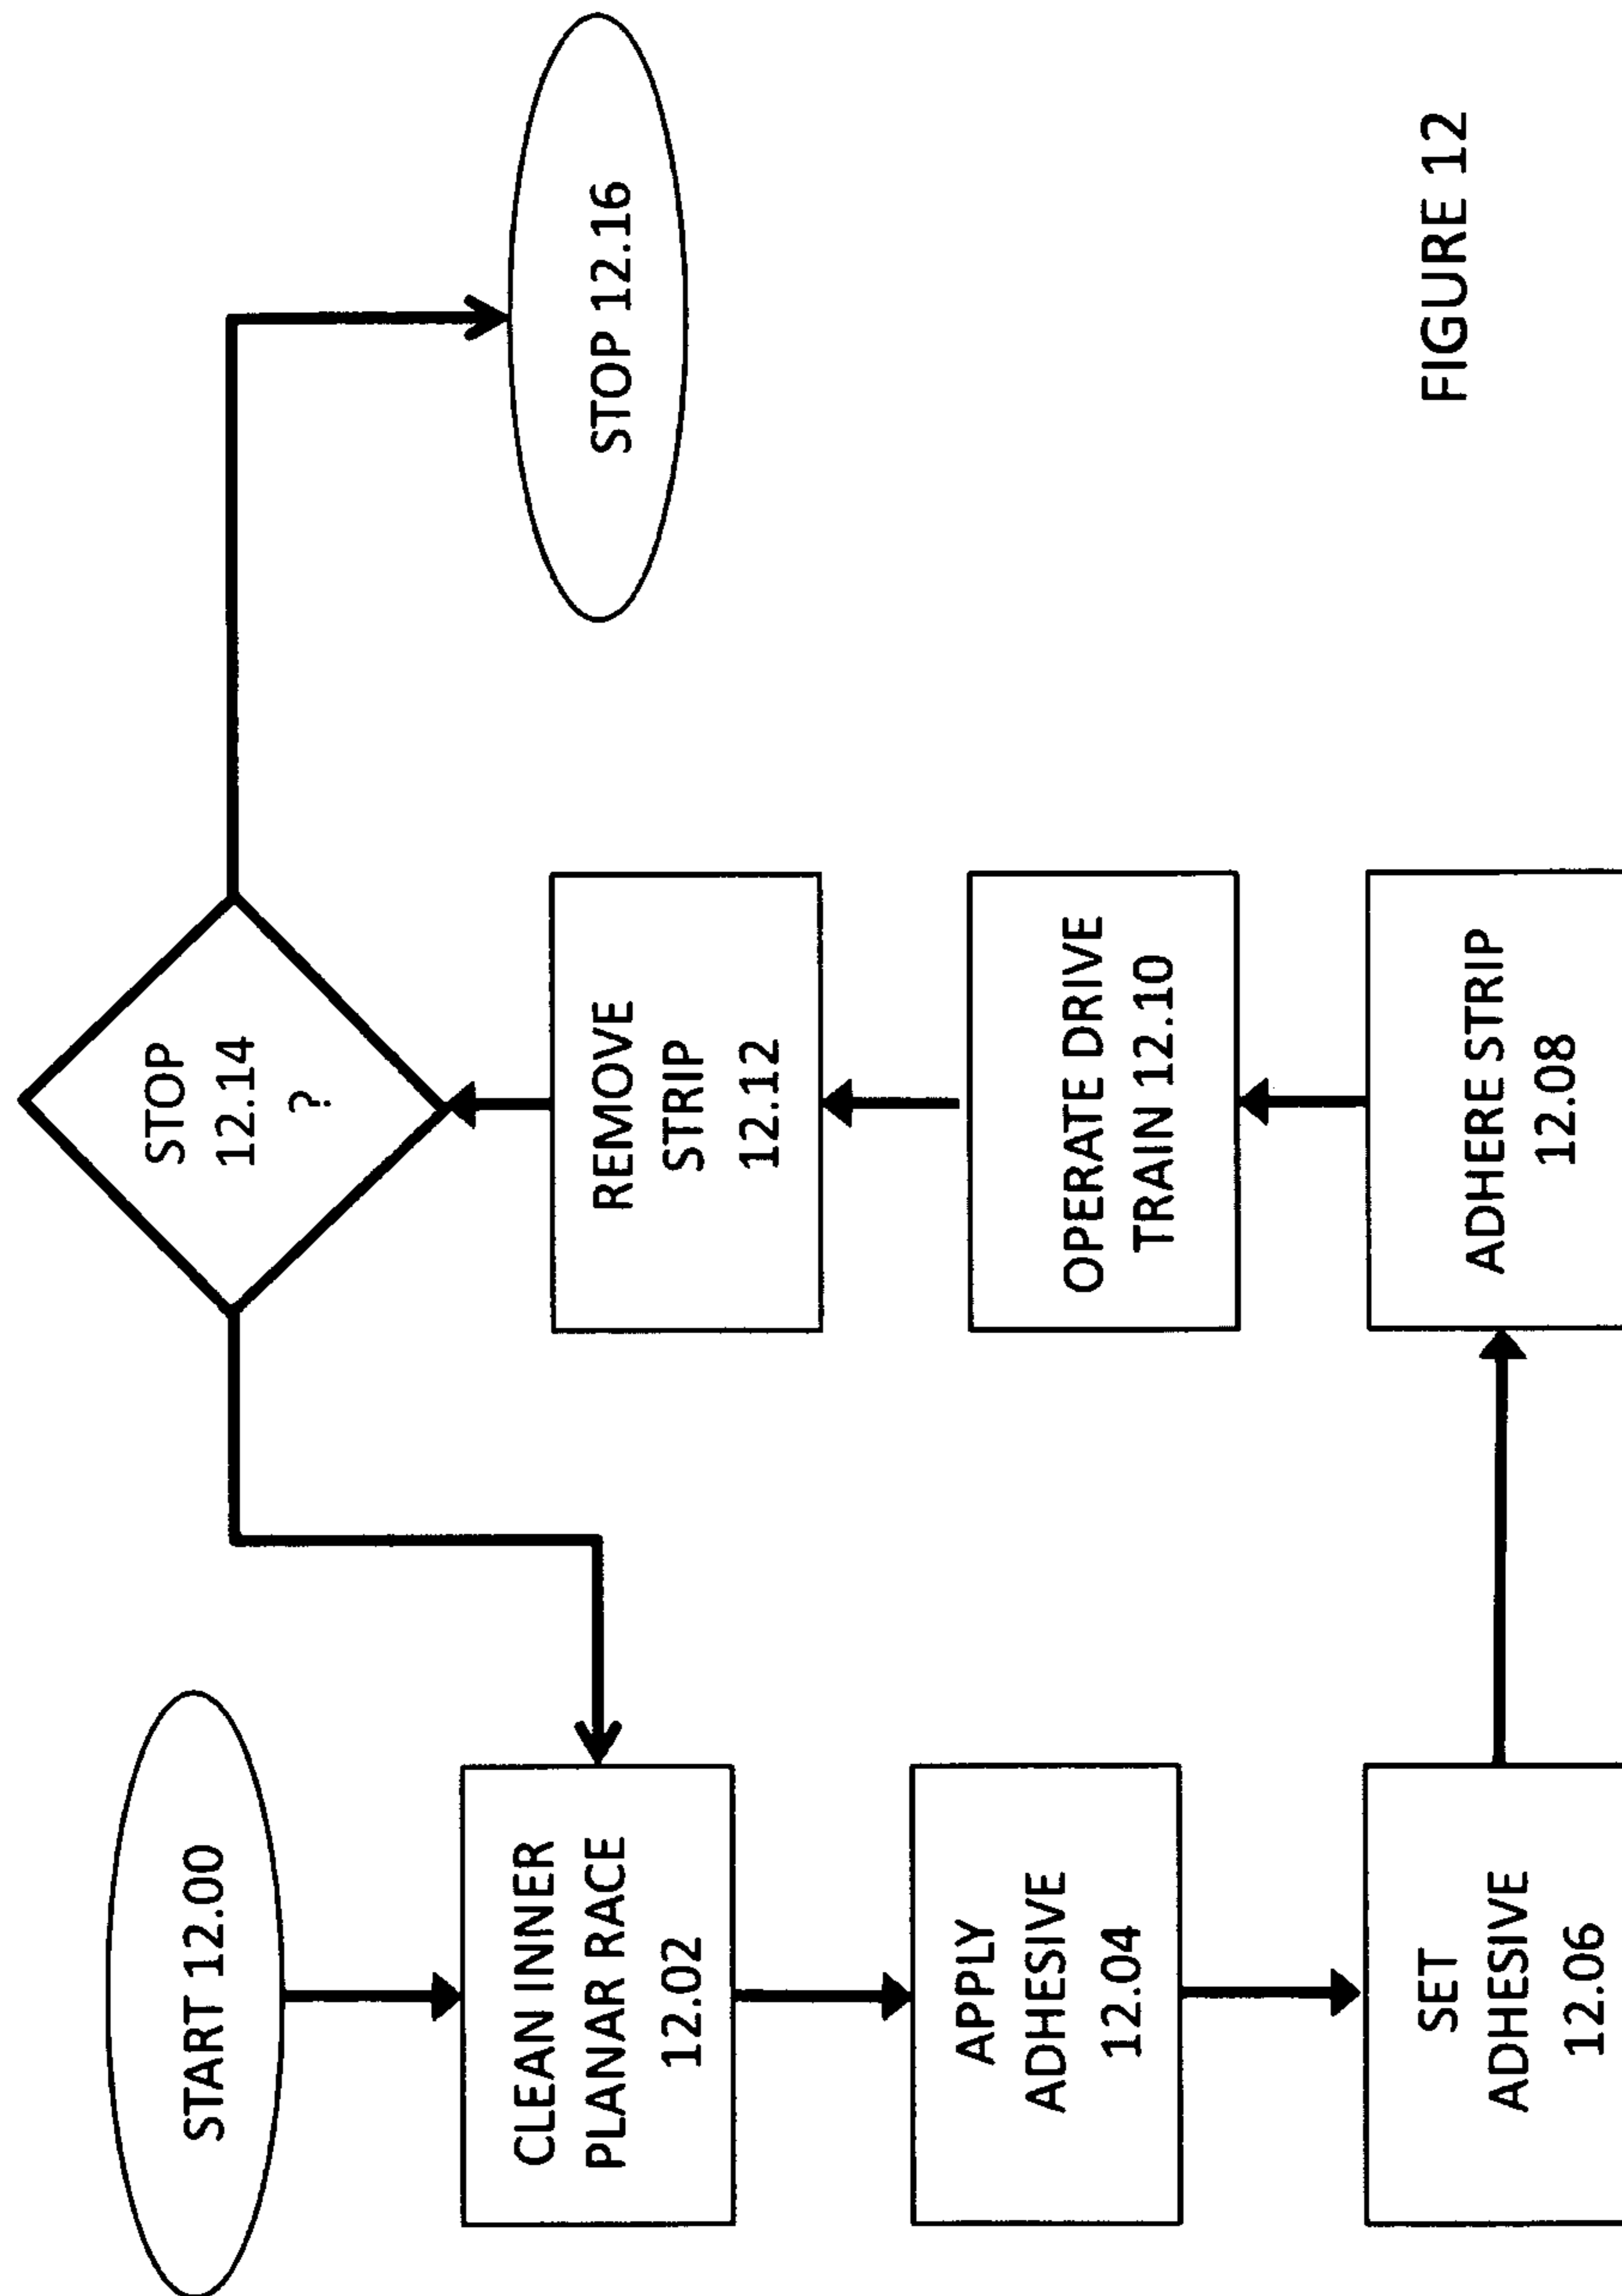 START 12.00
CLEAN INNER
PLANAR RACE
12.02
APPLY
ADHESIVE
12.04
SET
ADHESIVE
12.06
ADHERE STRIP
12.08
OPERATE DRIVE
TRAIN 12.10
REMOVE
STRIP
12.12
STOP
12.14
?
STOP 12.16
FIGURE 12